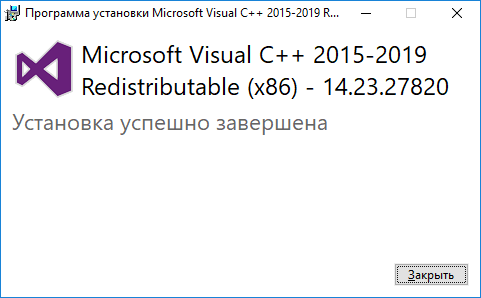 Программа установки Microsoft Visual C++ 2015-2019 R...
Microsoft Visual C++ 2015-2019
Redistributable (x86) - 14.23.27820
Установка успешно завершена
Закрыть